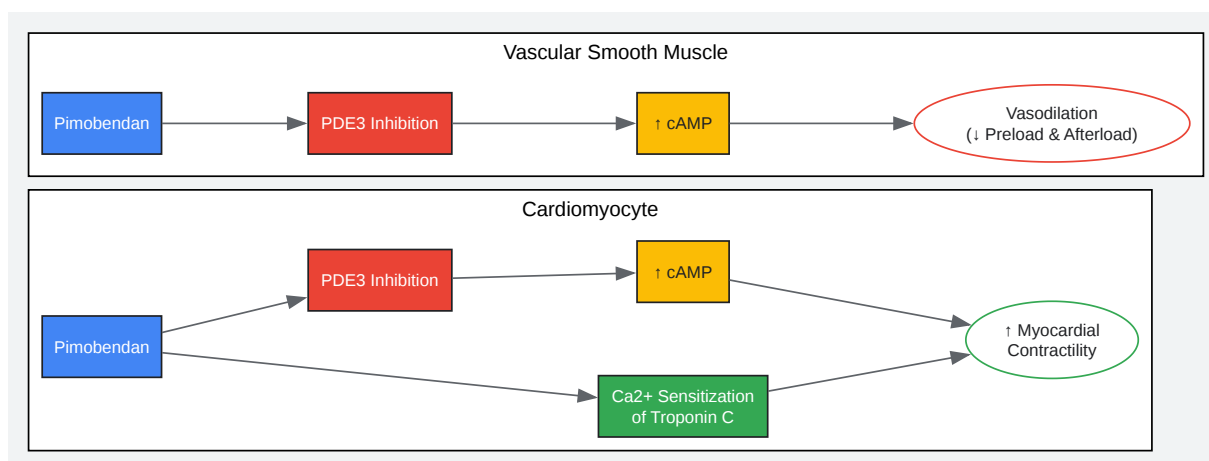 Vascular Smooth Muscle
Pimobendan
PDE3 Inhibition
↑ cAMP
Vasodilation
(↓ Preload & Afterload)
Cardiomyocyte
PDE3 Inhibition
↑ cAMP
Pimobendan
↑ Myocardial
Contractility
Ca2+ Sensitization
of Troponin C